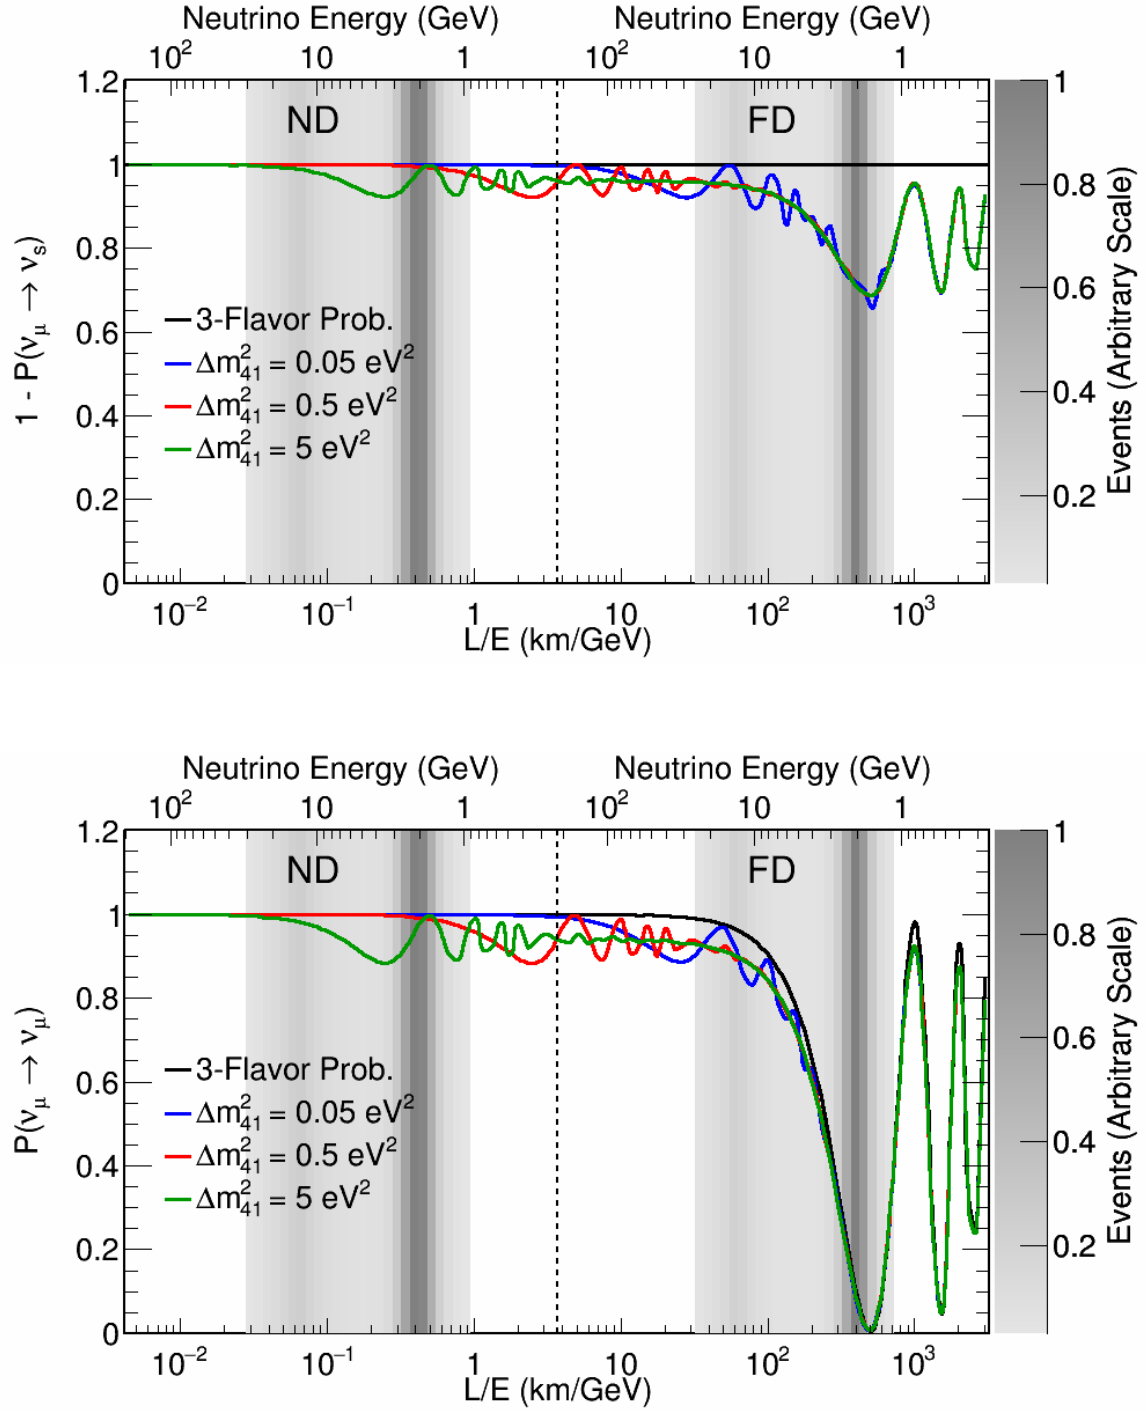 Neutrino Energy (GeV) Neutrino Energy (GeV)
10² 10 1 10² 10 1
ND FD
1.2
1
0.8
0.6
0.4
0.2
0
1 - P(νμ → νs)
3-Flavor Prob.
Δm²₄₁ = 0.05 eV²
Δm²₄₁ = 0.5 eV²
Δm²₄₁ = 5 eV²
10⁻² 10⁻¹ 1 10 10² 10³
L/E (km/GeV)
1
0.8
0.6
0.4
0.2
Events (Arbitrary Scale)
Neutrino Energy (GeV) Neutrino Energy (GeV)
10² 10 1 10² 10 1
ND FD
1.2
1
0.8
0.6
0.4
0.2
0
P(νμ → νμ)
3-Flavor Prob.
Δm²₄₁ = 0.05 eV²
Δm²₄₁ = 0.5 eV²
Δm²₄₁ = 5 eV²
10⁻² 10⁻¹ 1 10 10² 10³
L/E (km/GeV)
1
0.8
0.6
0.4
0.2
Events (Arbitrary Scale)